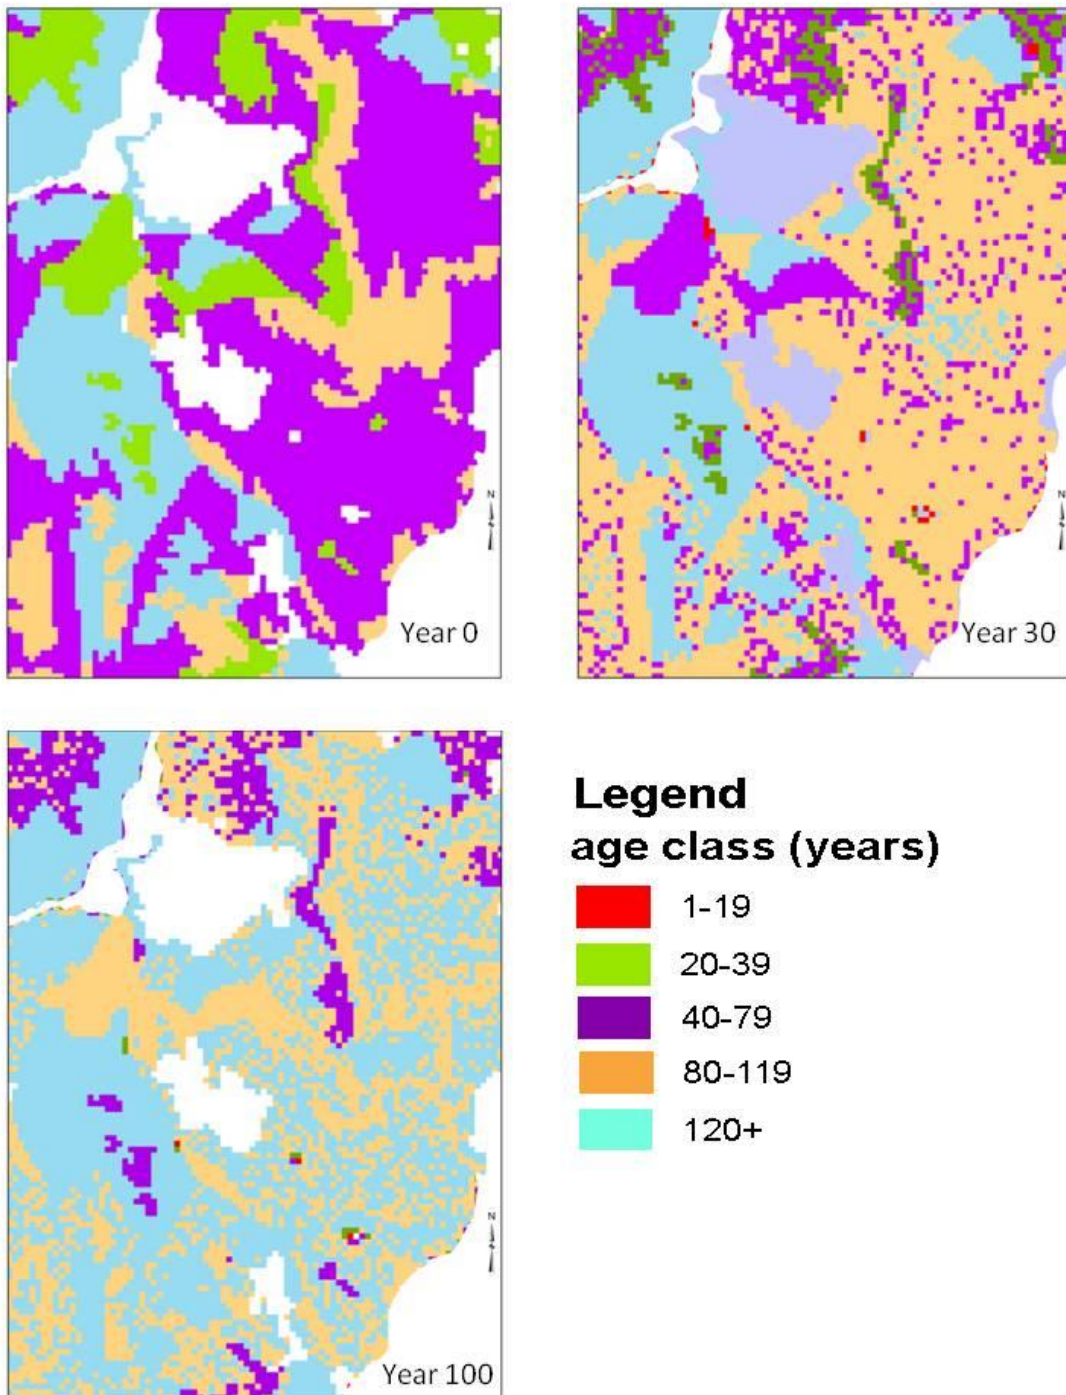 N
Year 0
N
Year 30
N
Year 100
Legend
age class (years)
1-19
20-39
40-79
80-119
120+